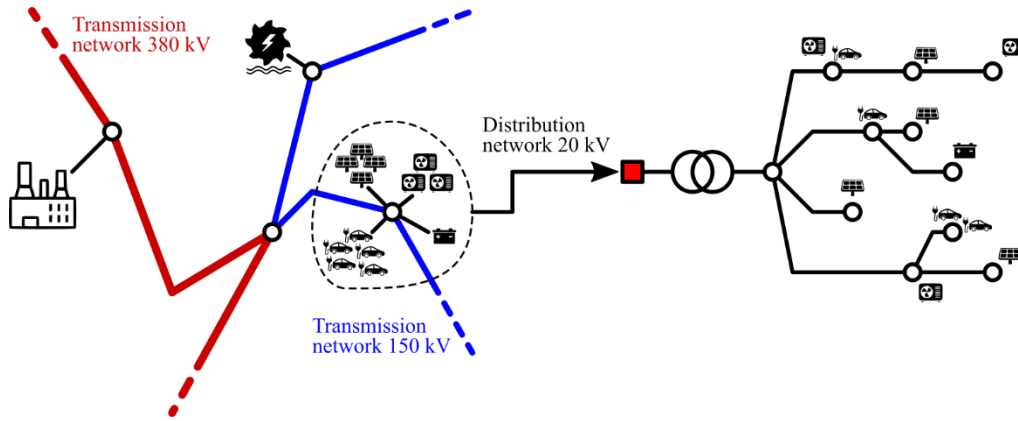 Transmission
network 380 kV
Distribution
network 20 kV
Transmission
network 150 kV